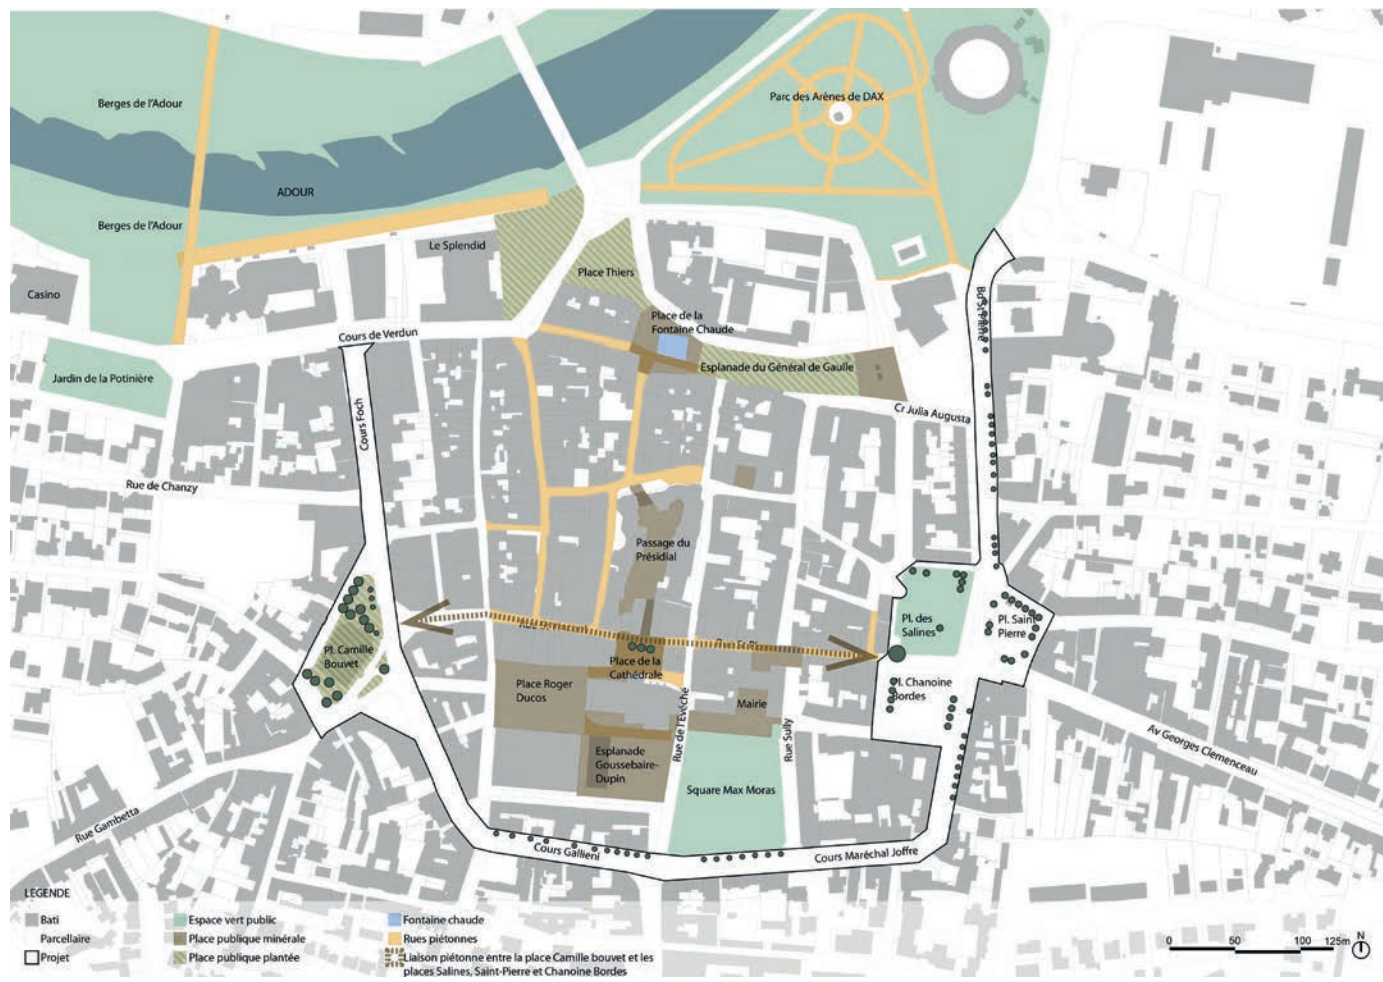 Berges de l'Adour
Parc des Arènes de DAX
ADOUR
Berges de l'Adour
Le Splendid
Place Thiers
Casino
Place de la
Fontaine Chaude
Cours de Verdun
Bd St Pierre
Jardin de la Potinière
Esplanade du Général de Gaulle
Cr Julia Augusta
Cours Foch
Rue de Chanzy
Passage du
Présidial
Pl. des
Salines
Pl. Saint
Pierre
Rue St Pierre
Pl. Camille
Bouvet
Place de la
Cathédrale
Place Roger
Ducos
Pl. Chanoine
Bordes
Mairie
Rue de l'Evêché
Rue Sully
Av Georges Clemenceau
Esplanade
Goussebaire-
Dupin
Square Max Moras
Rue Gambetta
Cours Gallieni
Cours Maréchal Joffre
LEGENDE
Bati
Parcellaire
Projet
Espace vert public
Place publique minérale
Place publique plantée
Fontaine chaude
Rues piétonnes
Liaison piétonne entre la place Camille bouvet et les
places Salines, Saint-Pierre et Chanoine Bordes
0 50 100 125m
N